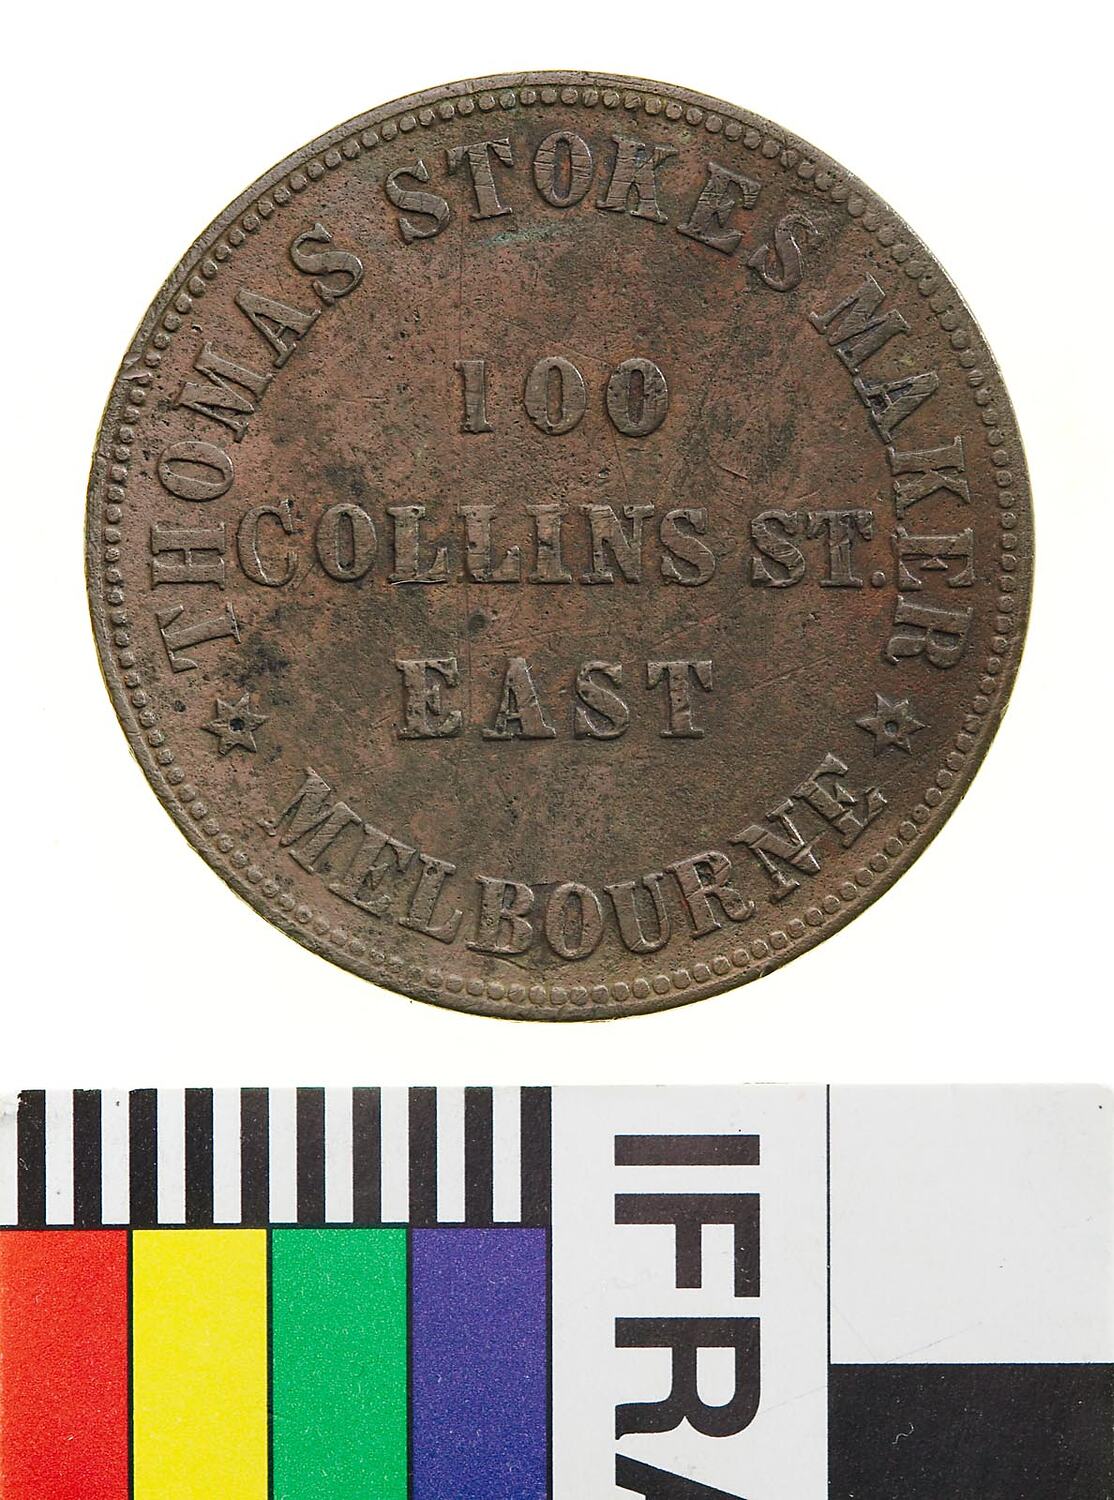 THOMAS STOKES MAKER
100
COLLINS ST.
EAST
MELBOURNE
IFRA